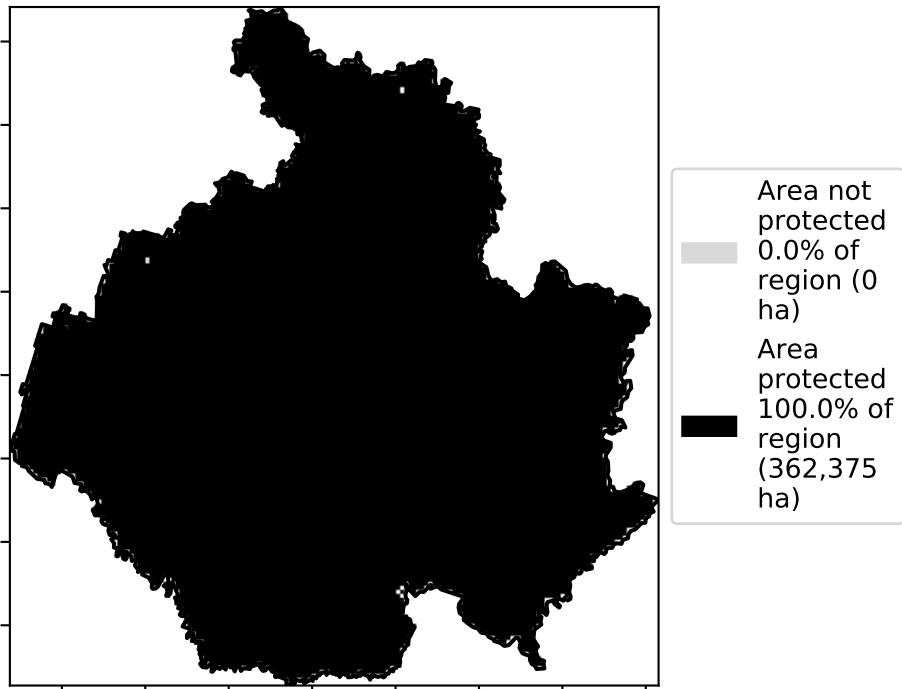 Area not
protected
0.0% of
region (0
ha)
Area
protected
100.0% of
region
(362,375
ha)